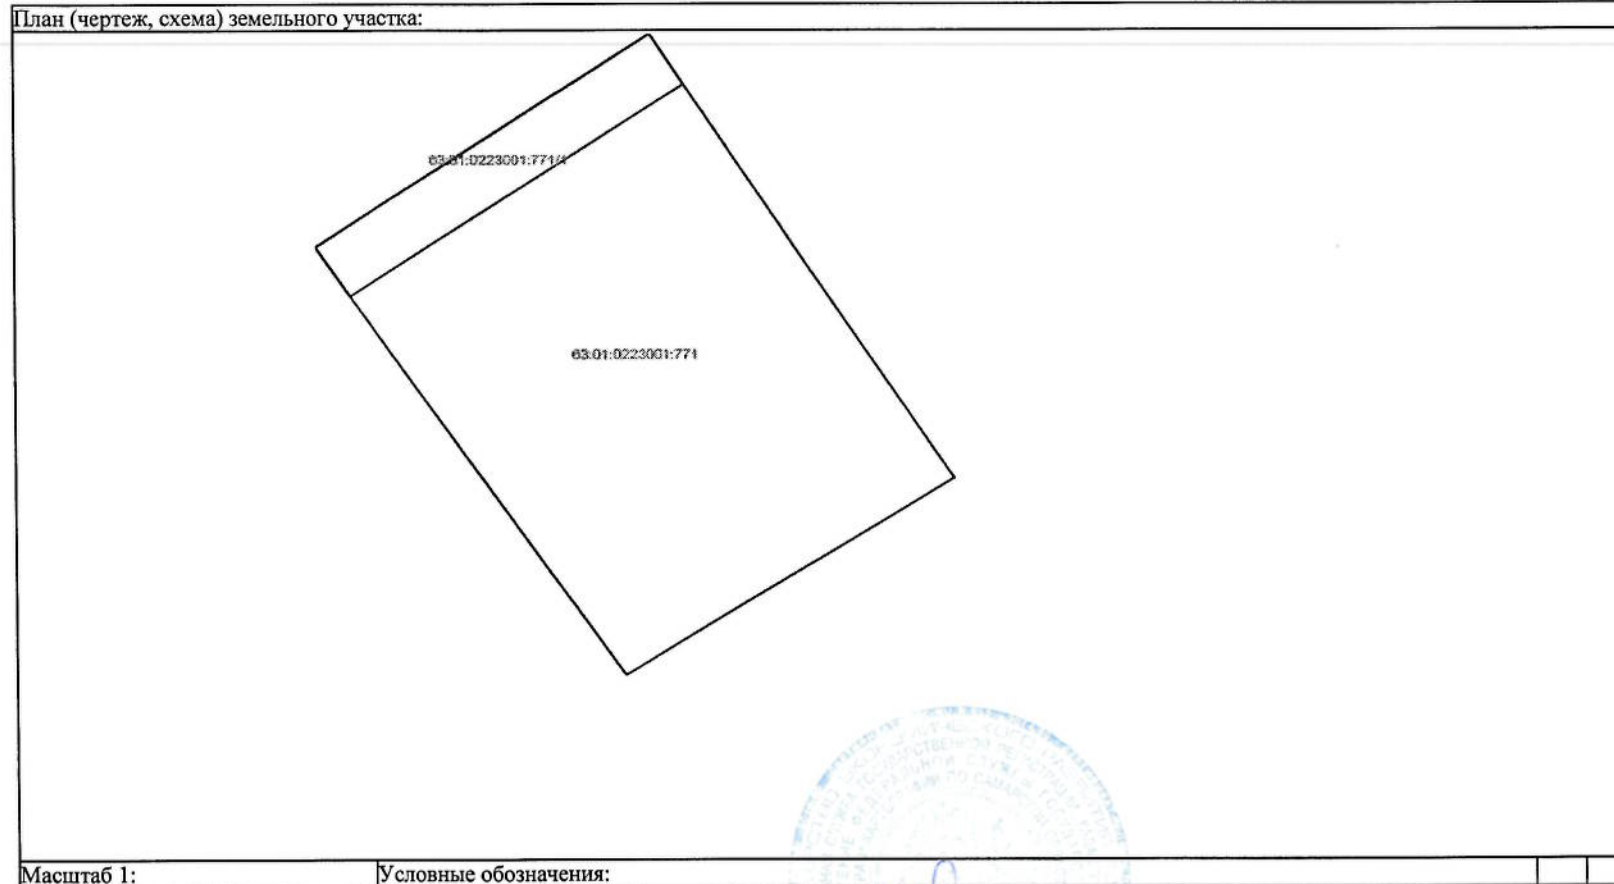 План (чертеж, схема) земельного участка:
63:01:0223001:771/1
63:01:0223001:771
Масштаб 1:
Условные обозначения: